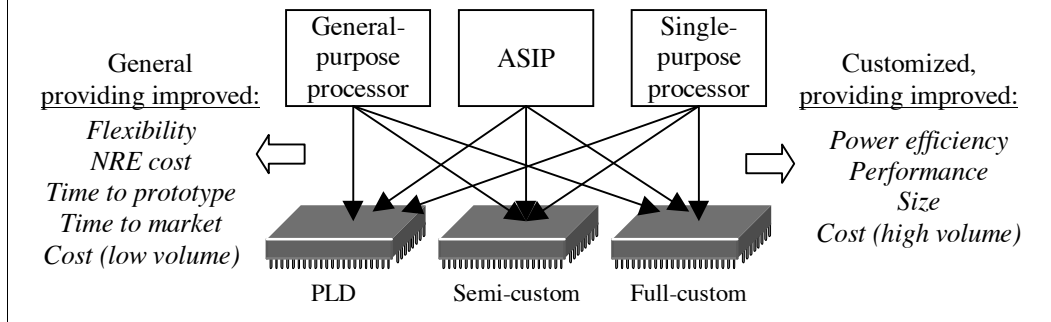 General-
purpose
processor
ASIP
Single-
purpose
processor
General
providing improved:
Flexibility
NRE cost
Time to prototype
Time to market
Cost (low volume)
Customized,
providing improved:
Power efficiency
Performance
Size
Cost (high volume)
PLD
Semi-custom
Full-custom